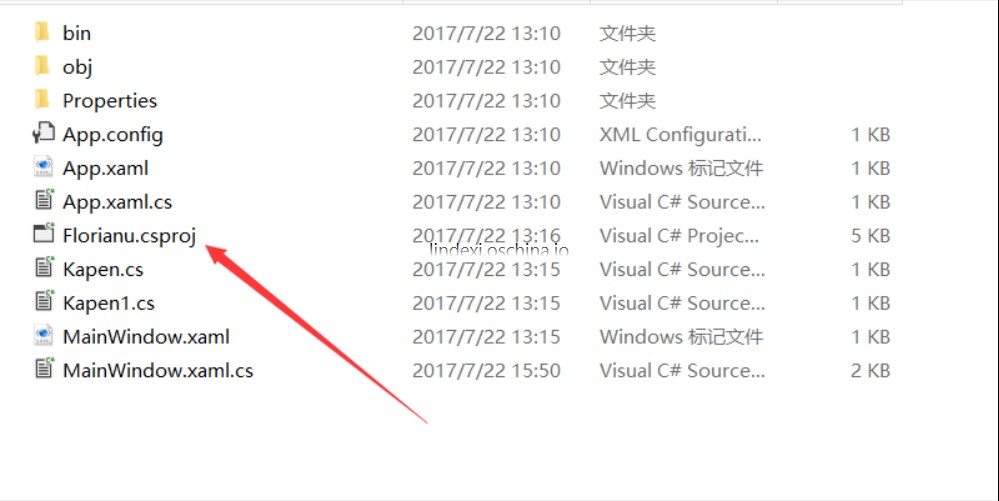 bin 2017/7/22 13:10 文件夹
obj 2017/7/22 13:10 文件夹
Properties 2017/7/22 13:10 文件夹
App.config 2017/7/22 13:10 XML Configurati... 1 KB
App.xaml 2017/7/22 13:10 Windows 标记文件 1 KB
App.xaml.cs 2017/7/22 13:10 Visual C# Source... 1 KB
Florianu.csproj 2017/7/22 13:16 Visual C# Projec... 5 KB
lindexi.oschina.io
Kapen.cs 2017/7/22 13:15 Visual C# Source... 1 KB
Kapen1.cs 2017/7/22 13:15 Visual C# Source... 1 KB
MainWindow.xaml 2017/7/22 13:15 Windows 标记文件 1 KB
MainWindow.xaml.cs 2017/7/22 15:50 Visual C# Source... 2 KB